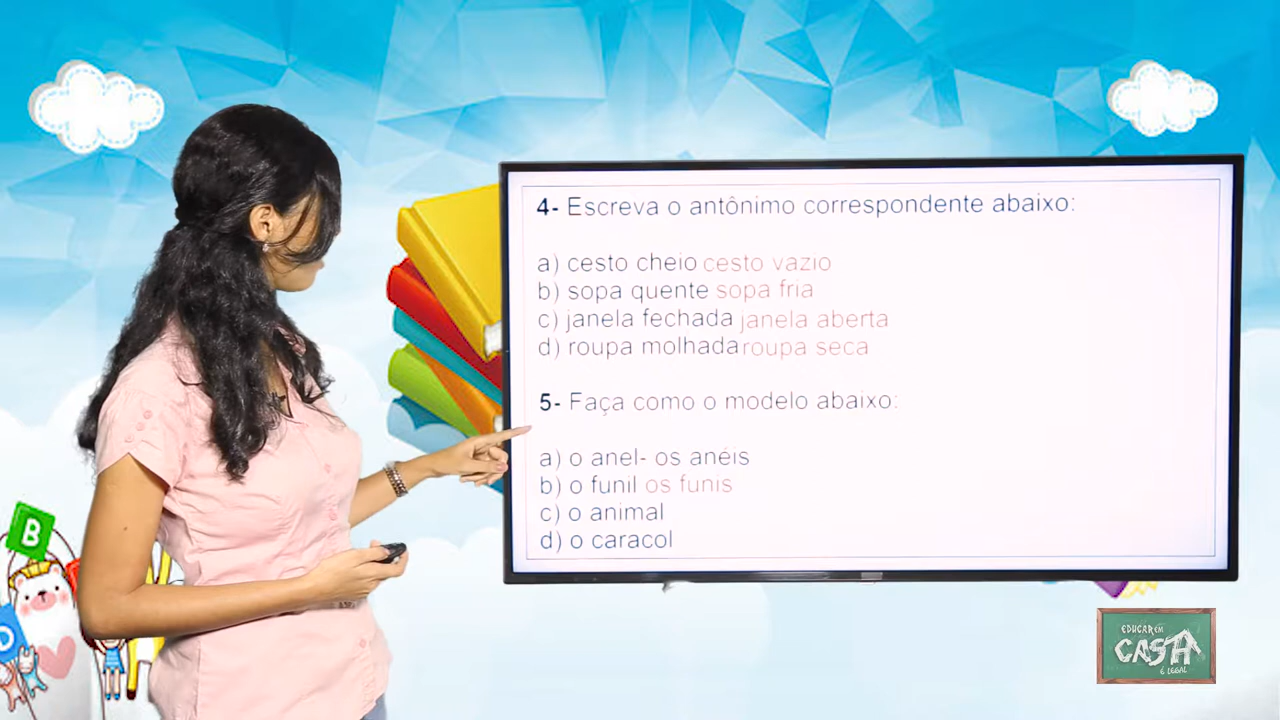 4- Escreva o antônimo correspondente abaixo:
a) cesto cheio cesto vazio
b) sopa quente sopa fria
c) janela fechada janela aberta
d) roupa molhada roupa seca
5- Faça como o modelo abaixo:
a) o anel- os anéis
b) o funil os funis
c) o animal
d) o caracol
B
EDUCAR EM
CASA
É LEGAL